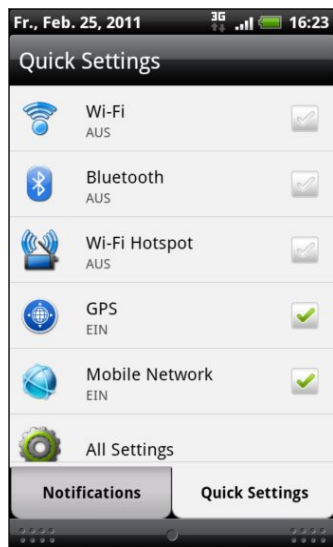 Fr., Feb. 25, 2011 3G 16:23
Quick Settings
Wi-Fi
AUS
Bluetooth
AUS
Wi-Fi Hotspot
AUS
GPS
EIN
Mobile Network
EIN
All Settings
Notifications Quick Settings